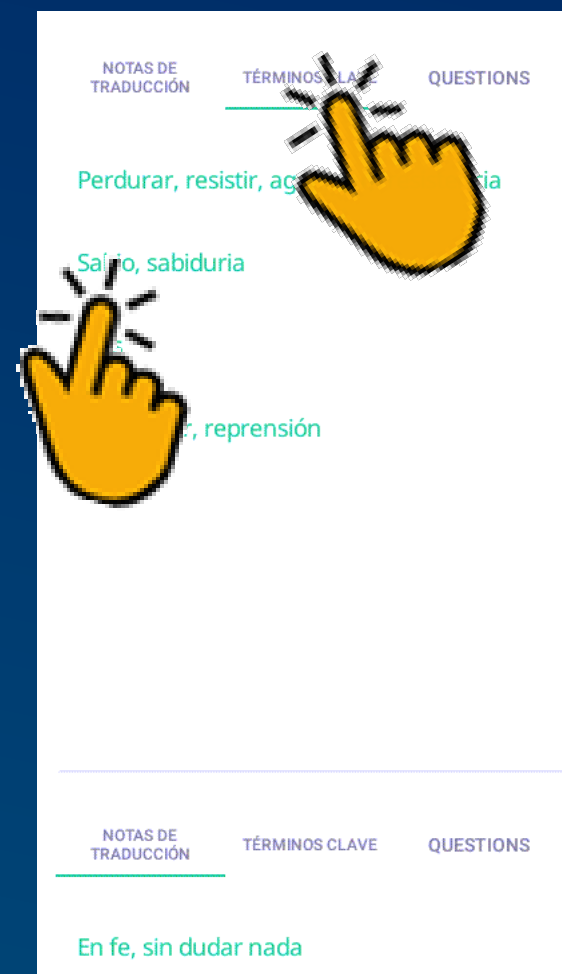 NOTAS DE
TRADUCCIÓN
TÉRMINOS CLAVE
QUESTIONS
Perdurar, resistir,
sabiduria
reprensión
NOTAS DE
TRADUCCIÓN
TÉRMINOS CLAVE
QUESTIONS
En fe, sin dudar nada